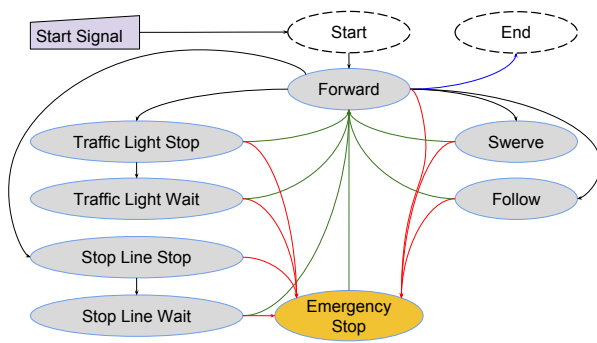 Start Signal
Start
End
Forward
Traffic Light Stop
Swerve
Traffic Light Wait
Follow
Stop Line Stop
Stop Line Wait
Emergency
Stop